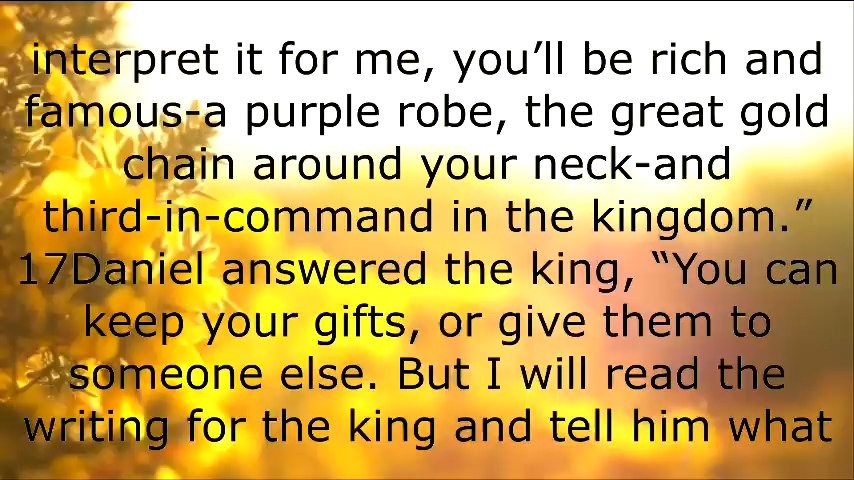 interpret it for me, you’ll be rich and
famous-a purple robe, the great gold
chain around your neck-and
third-in-command in the kingdom.”
17Daniel answered the king, “You can
keep your gifts, or give them to
someone else. But I will read the
writing for the king and tell him what